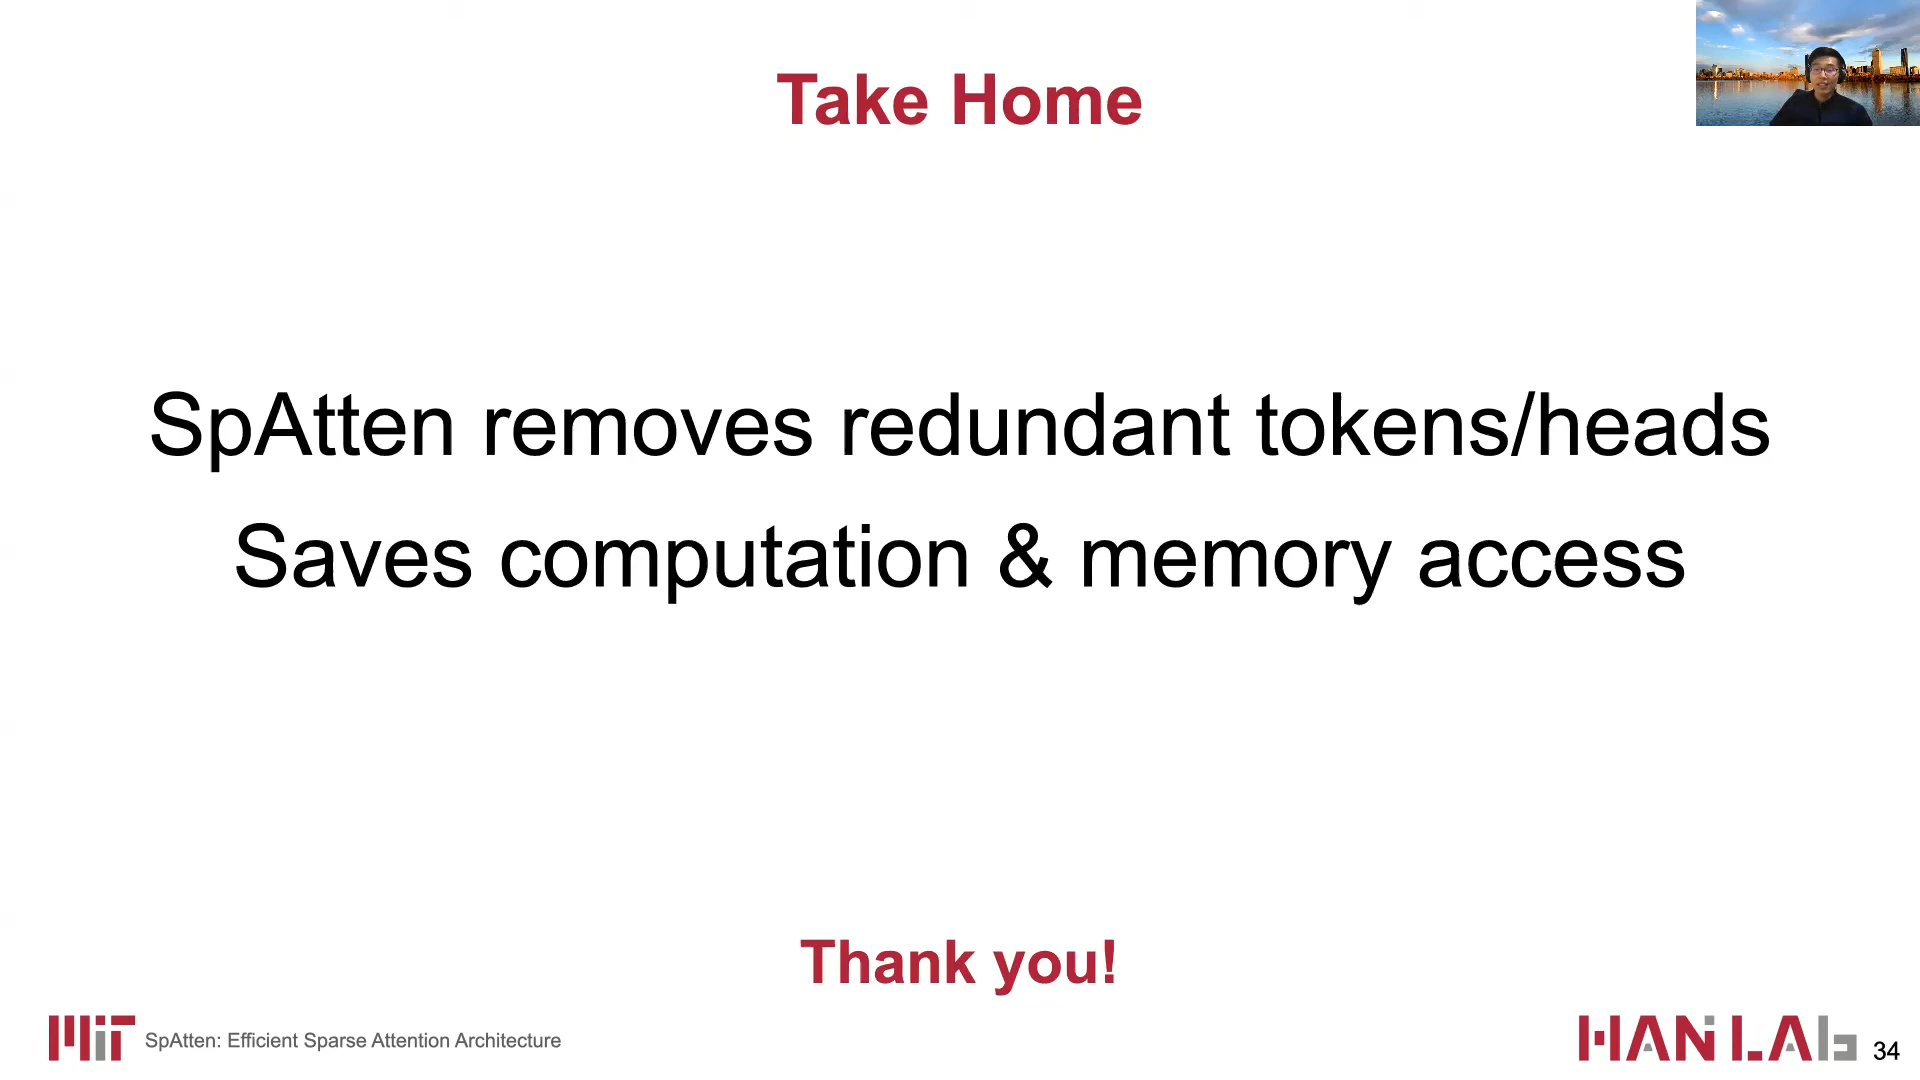 Take Home
SpAtten removes redundant tokens/heads
Saves computation & memory access
Thank you!
MIT SpAtten: Efficient Sparse Attention Architecture
HAN LAb 34